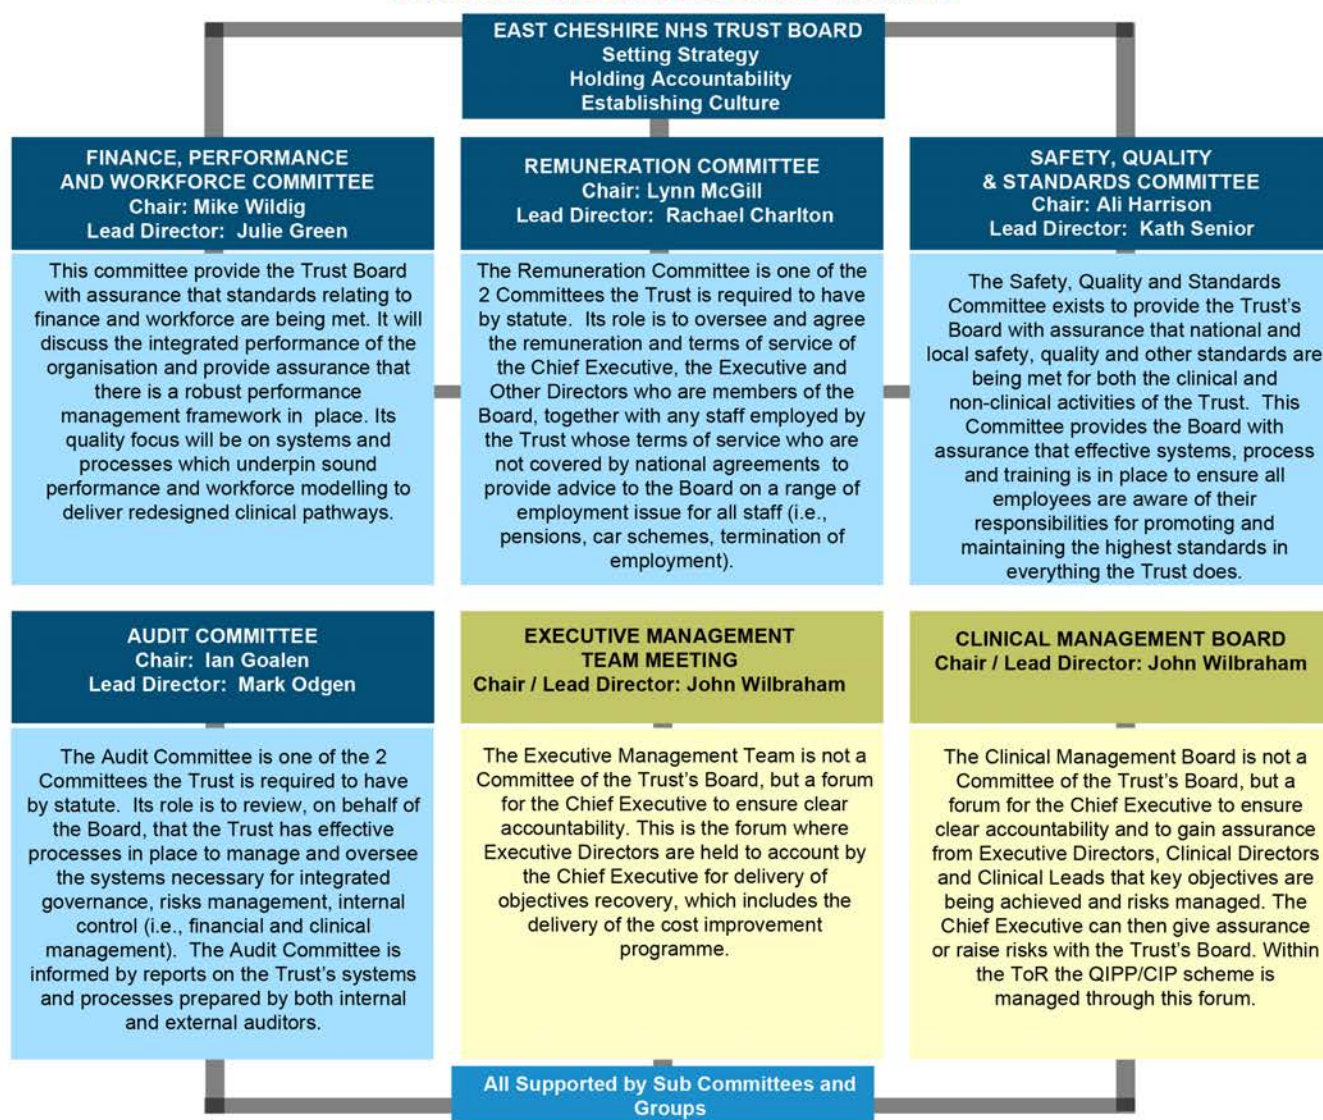 EAST CHESHIRE NHS TRUST BOARD
Setting Strategy
Holding Accountability
Establishing Culture
FINANCE, PERFORMANCE
AND WORKFORCE COMMITTEE
Chair: Mike Wildig
Lead Director: Julie Green
This committee provide the Trust Board
with assurance that standards relating to
finance and workforce are being met. It will
discuss the integrated performance of the
organisation and provide assurance that
there is a robust performance
management framework in place. Its
quality focus will be on systems and
processes which underpin sound
performance and workforce modelling to
deliver redesigned clinical pathways.
REMUNERATION COMMITTEE
Chair: Lynn McGill
Lead Director: Rachael Charlton
The Remuneration Committee is one of the
2 Committees the Trust is required to have
by statute. Its role is to oversee and agree
the remuneration and terms of service of
the Chief Executive, the Executive and
Other Directors who are members of the
Board, together with any staff employed by
the Trust whose terms of service who are
not covered by national agreements to
provide advice to the Board on a range of
employment issue for all staff (i.e.,
pensions, car schemes, termination of
employment).
SAFETY, QUALITY
& STANDARDS COMMITTEE
Chair: Ali Harrison
Lead Director: Kath Senior
The Safety, Quality and Standards
Committee exists to provide the Trust's
Board with assurance that national and
local safety, quality and other standards are
being met for both the clinical and
non-clinical activities of the Trust. This
Committee provides the Board with
assurance that effective systems, process
and training is in place to ensure all
employees are aware of their
responsibilities for promoting and
maintaining the highest standards in
everything the Trust does.
AUDIT COMMITTEE
Chair: Ian Goalen
Lead Director: Mark Odgen
The Audit Committee is one of the 2
Committees the Trust is required to have
by statute. Its role is to review, on behalf of
the Board, that the Trust has effective
processes in place to manage and oversee
the systems necessary for integrated
governance, risks management, internal
control (i.e., financial and clinical
management). The Audit Committee is
informed by reports on the Trust's systems
and processes prepared by both internal
and external auditors.
EXECUTIVE MANAGEMENT
TEAM MEETING
Chair / Lead Director: John Wilbraham
The Executive Management Team is not a
Committee of the Trust's Board, but a forum
for the Chief Executive to ensure clear
accountability. This is the forum where
Executive Directors are held to account by
the Chief Executive for delivery of
objectives recovery, which includes the
delivery of the cost improvement
programme.
CLINICAL MANAGEMENT BOARD
Chair / Lead Director: John Wilbraham
The Clinical Management Board is not a
Committee of the Trust's Board, but a
forum for the Chief Executive to ensure
clear accountability and to gain assurance
from Executive Directors, Clinical Directors
and Clinical Leads that key objectives are
being achieved and risks managed. The
Chief Executive can then give assurance
or raise risks with the Trust's Board. Within
the ToR the QIPP/CIP scheme is
managed through this forum.
All Supported by Sub Committees and
Groups